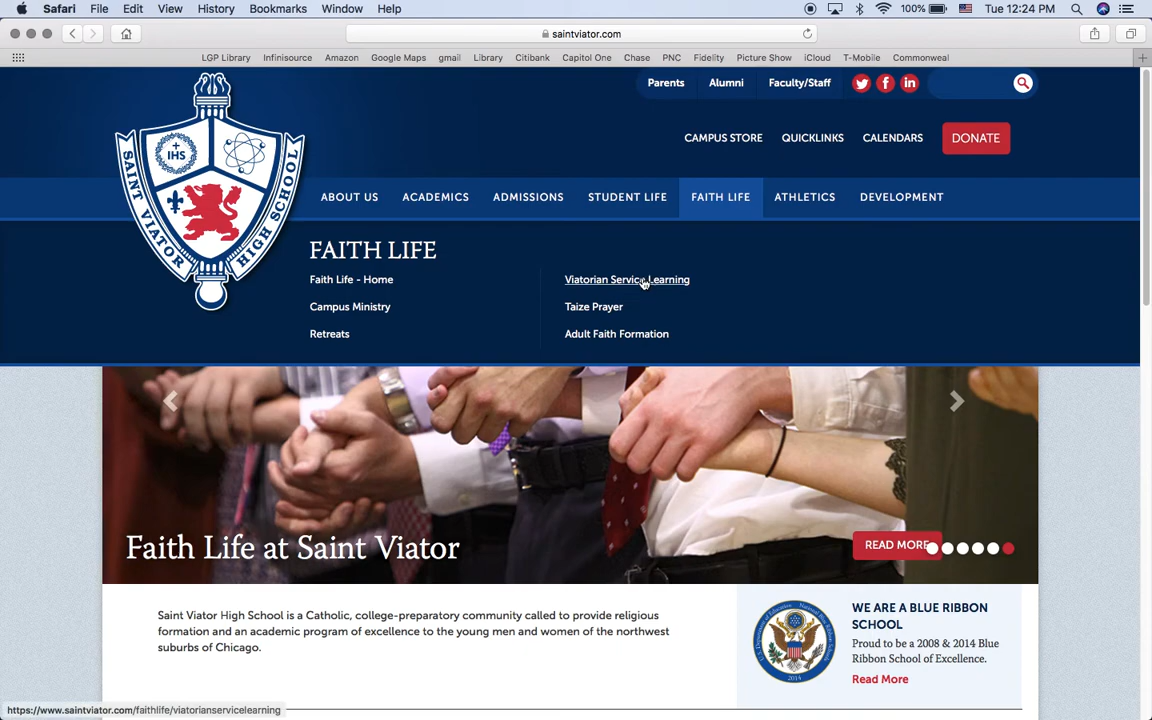 Safari File Edit View History Bookmarks Window Help 100% Tue 12:24 PM
saintviator.com
LGP Library Infinisource Amazon Google Maps gmail Library Citibank Capital One Chase PNC Fidelity Picture Show iCloud T-Mobile Commonweal
Parents Alumni Faculty/Staff
CAMPUS STORE QUICKLINKS CALENDARS DONATE
IHS
SAINT VIATOR HIGH SCHOOL
ABOUT US ACADEMICS ADMISSIONS STUDENT LIFE FAITH LIFE ATHLETICS DEVELOPMENT
FAITH LIFE
Faith Life - Home
Campus Ministry
Retreats
Viatorian Service Learning
Taize Prayer
Adult Faith Formation
Faith Life at Saint Viator
READ MORE
Saint Viator High School is a Catholic, college-preparatory community called to provide religious
formation and an academic program of excellence to the young men and women of the northwest
suburbs of Chicago.
2014
WE ARE A BLUE RIBBON
SCHOOL
Proud to be a 2008 & 2014 Blue
Ribbon School of Excellence.
Read More
https://www.saintviator.com/faithlife/viatorianservicelearning